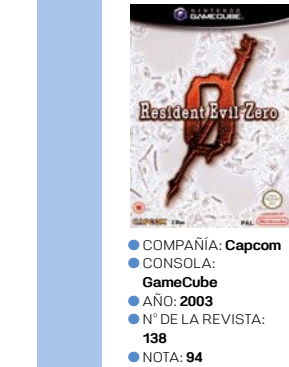 NINTENDO
GAMECUBE
Resident Evil Zero
CAPCOM
PAL
Nintendo
COMPAÑÍA: Capcom
CONSOLA:
GameCube
AÑO: 2003
N° DE LA REVISTA:
138
NOTA: 94